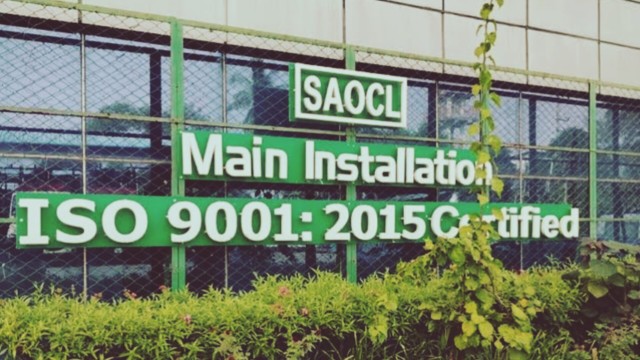 SAOCL
Main Installation
ISO 9001: 2015 Certified